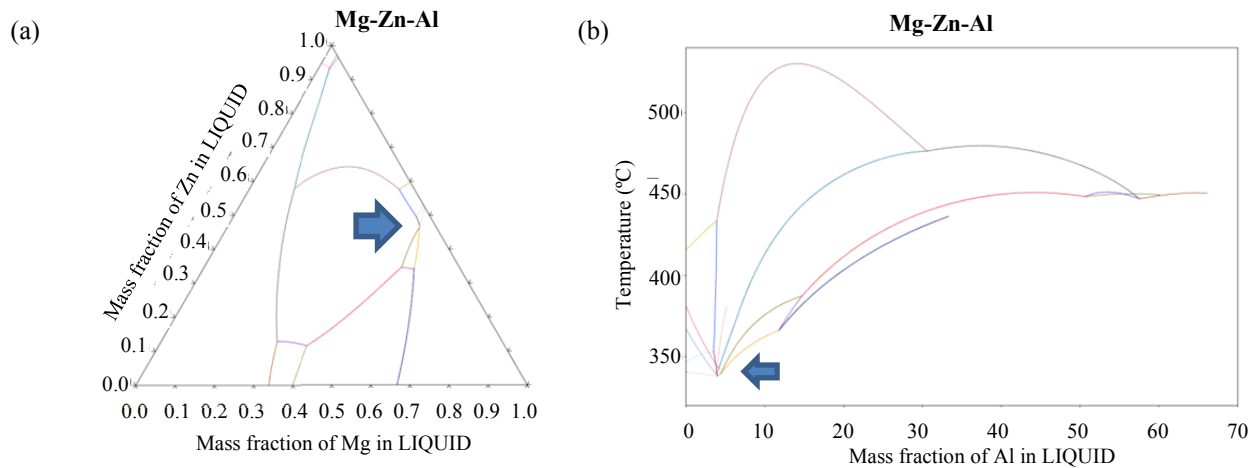 (a)
Mg-Zn-Al
1.0
0.9
0.8
0.7
0.6
0.5
0.4
0.3
0.2
0.1
0.0
Mass fraction of Zn in LIQUID
0.0 0.1 0.2 0.3 0.4 0.5 0.6 0.7 0.8 0.9 1.0
Mass fraction of Mg in LIQUID
(b)
Mg-Zn-Al
500
450
400
350
Temperature (ºC)
0 10 20 30 40 50 60 70
Mass fraction of Al in LIQUID